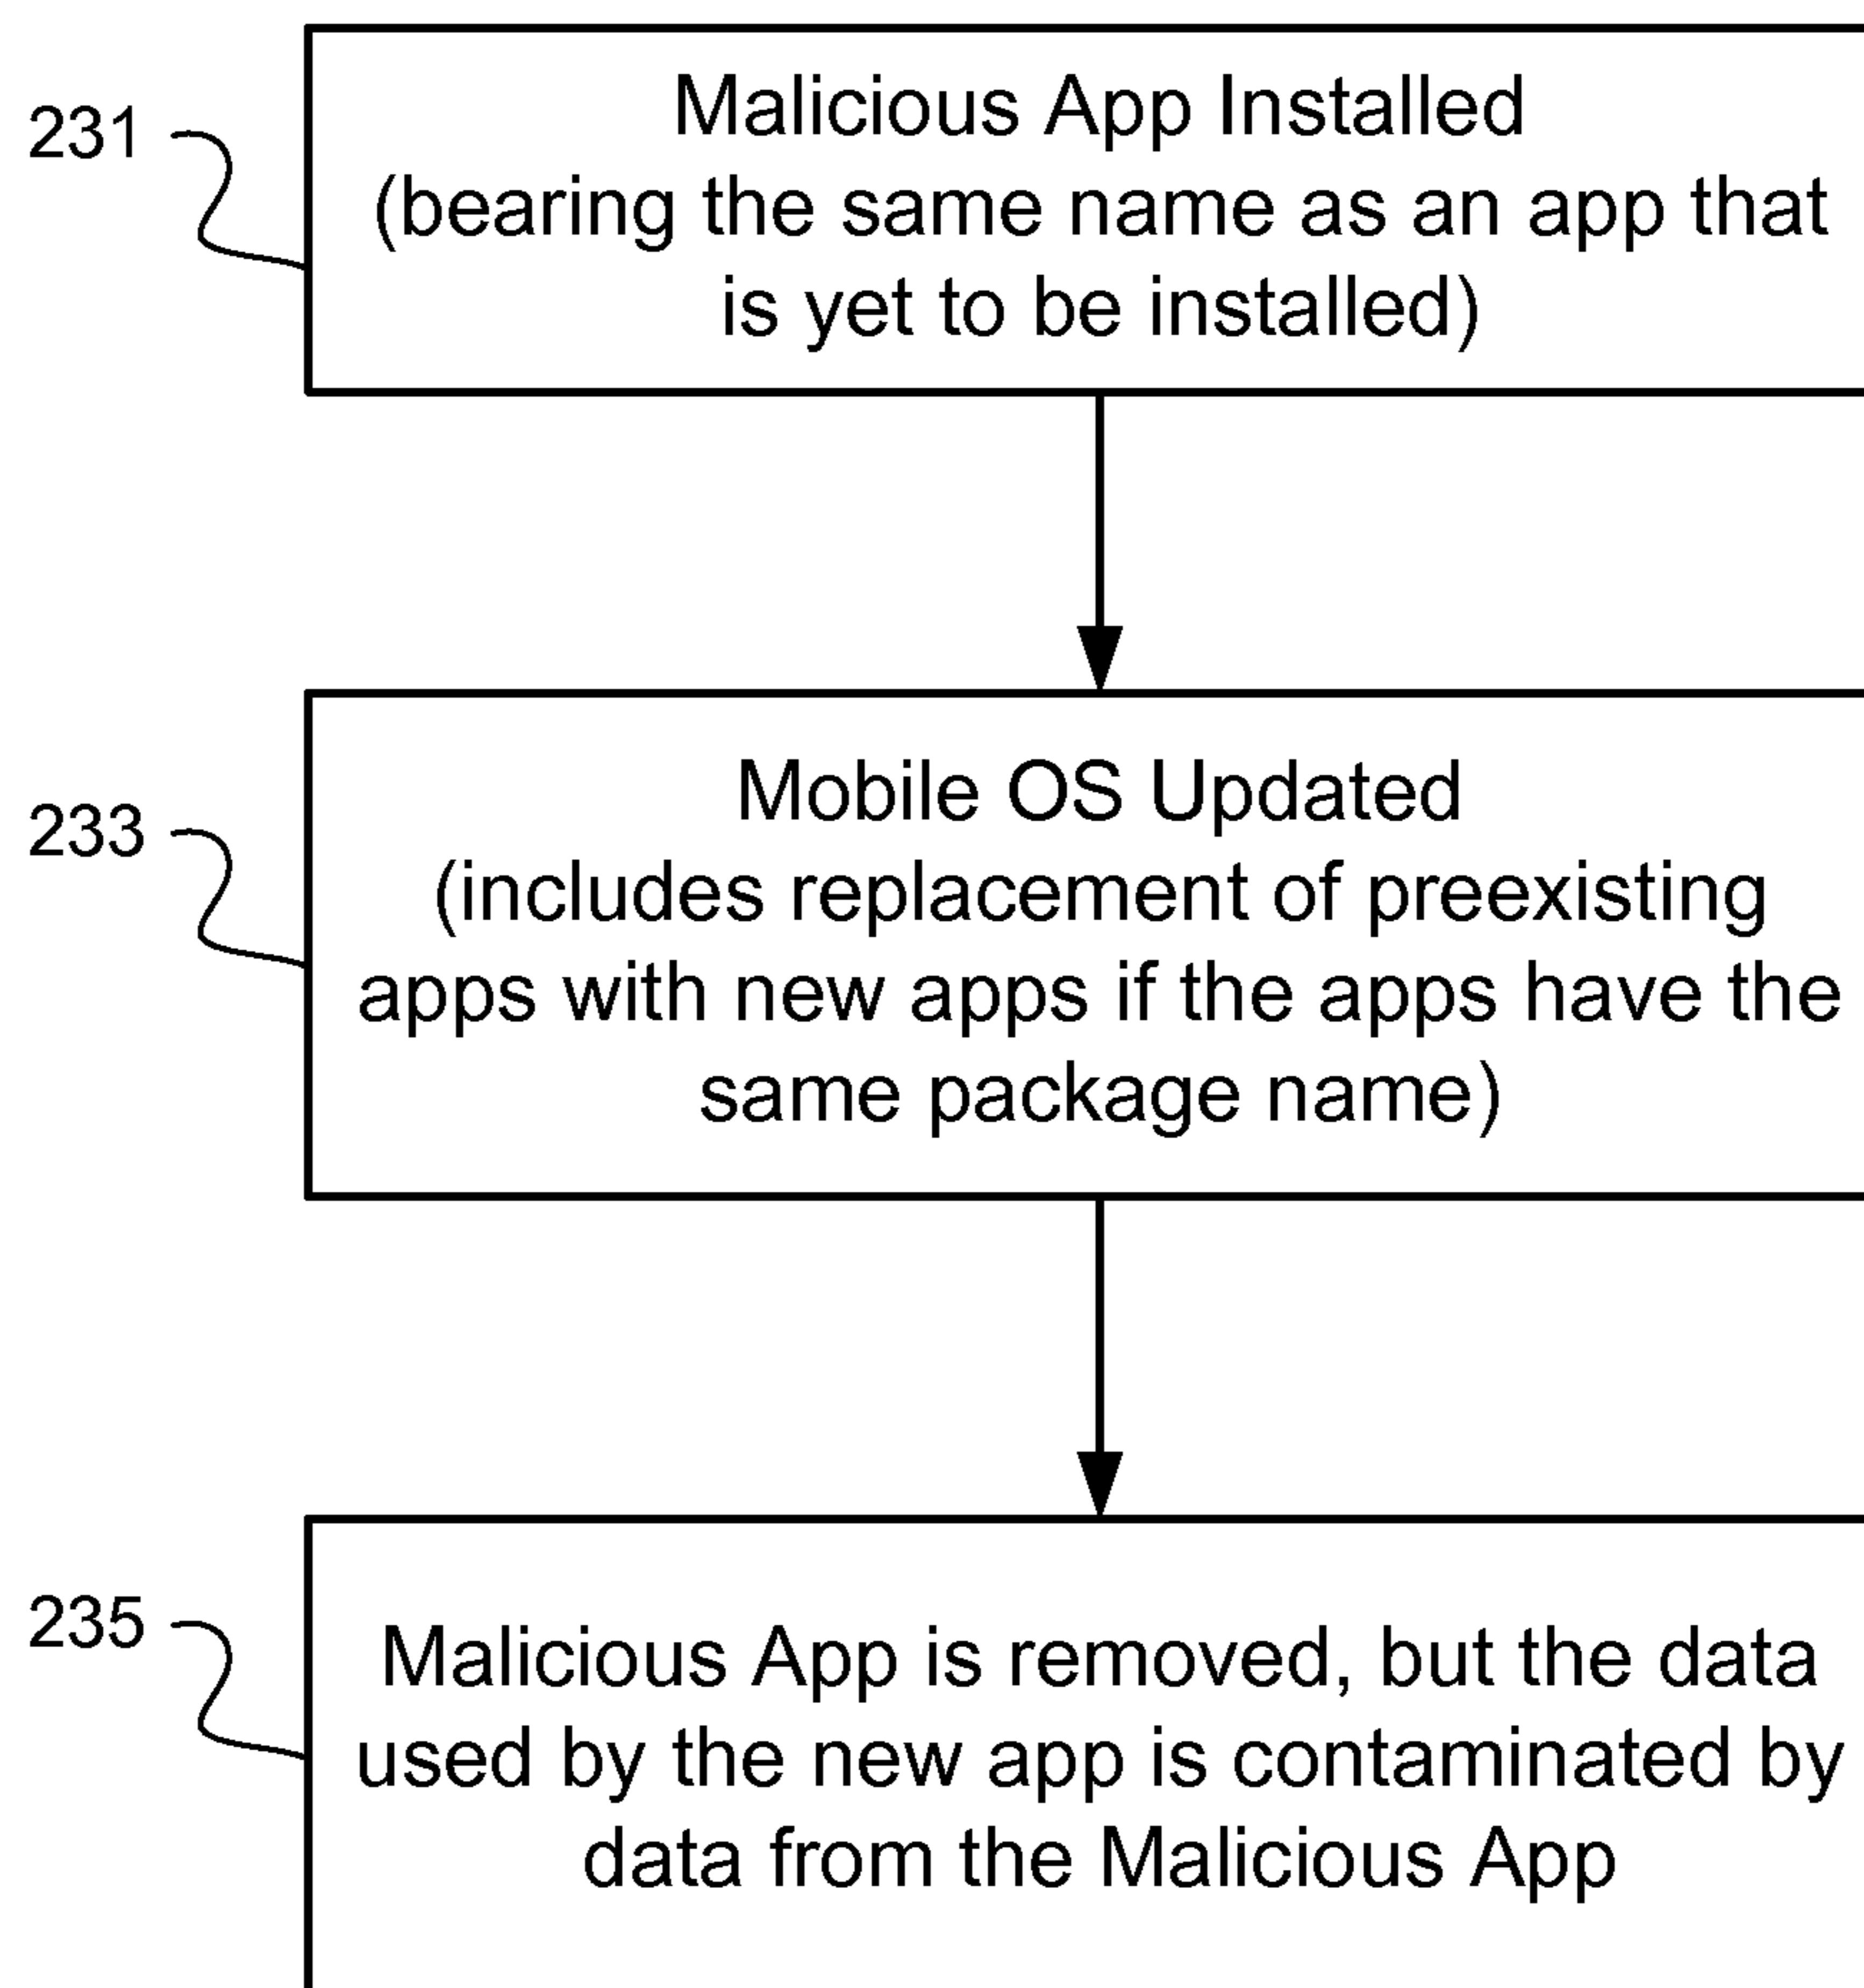 231
Malicious App Installed
(bearing the same name as an app that
is yet to be installed)
233
Mobile OS Updated
(includes replacement of preexisting
apps with new apps if the apps have the
same package name)
235
Malicious App is removed, but the data
used by the new app is contaminated by
data from the Malicious App